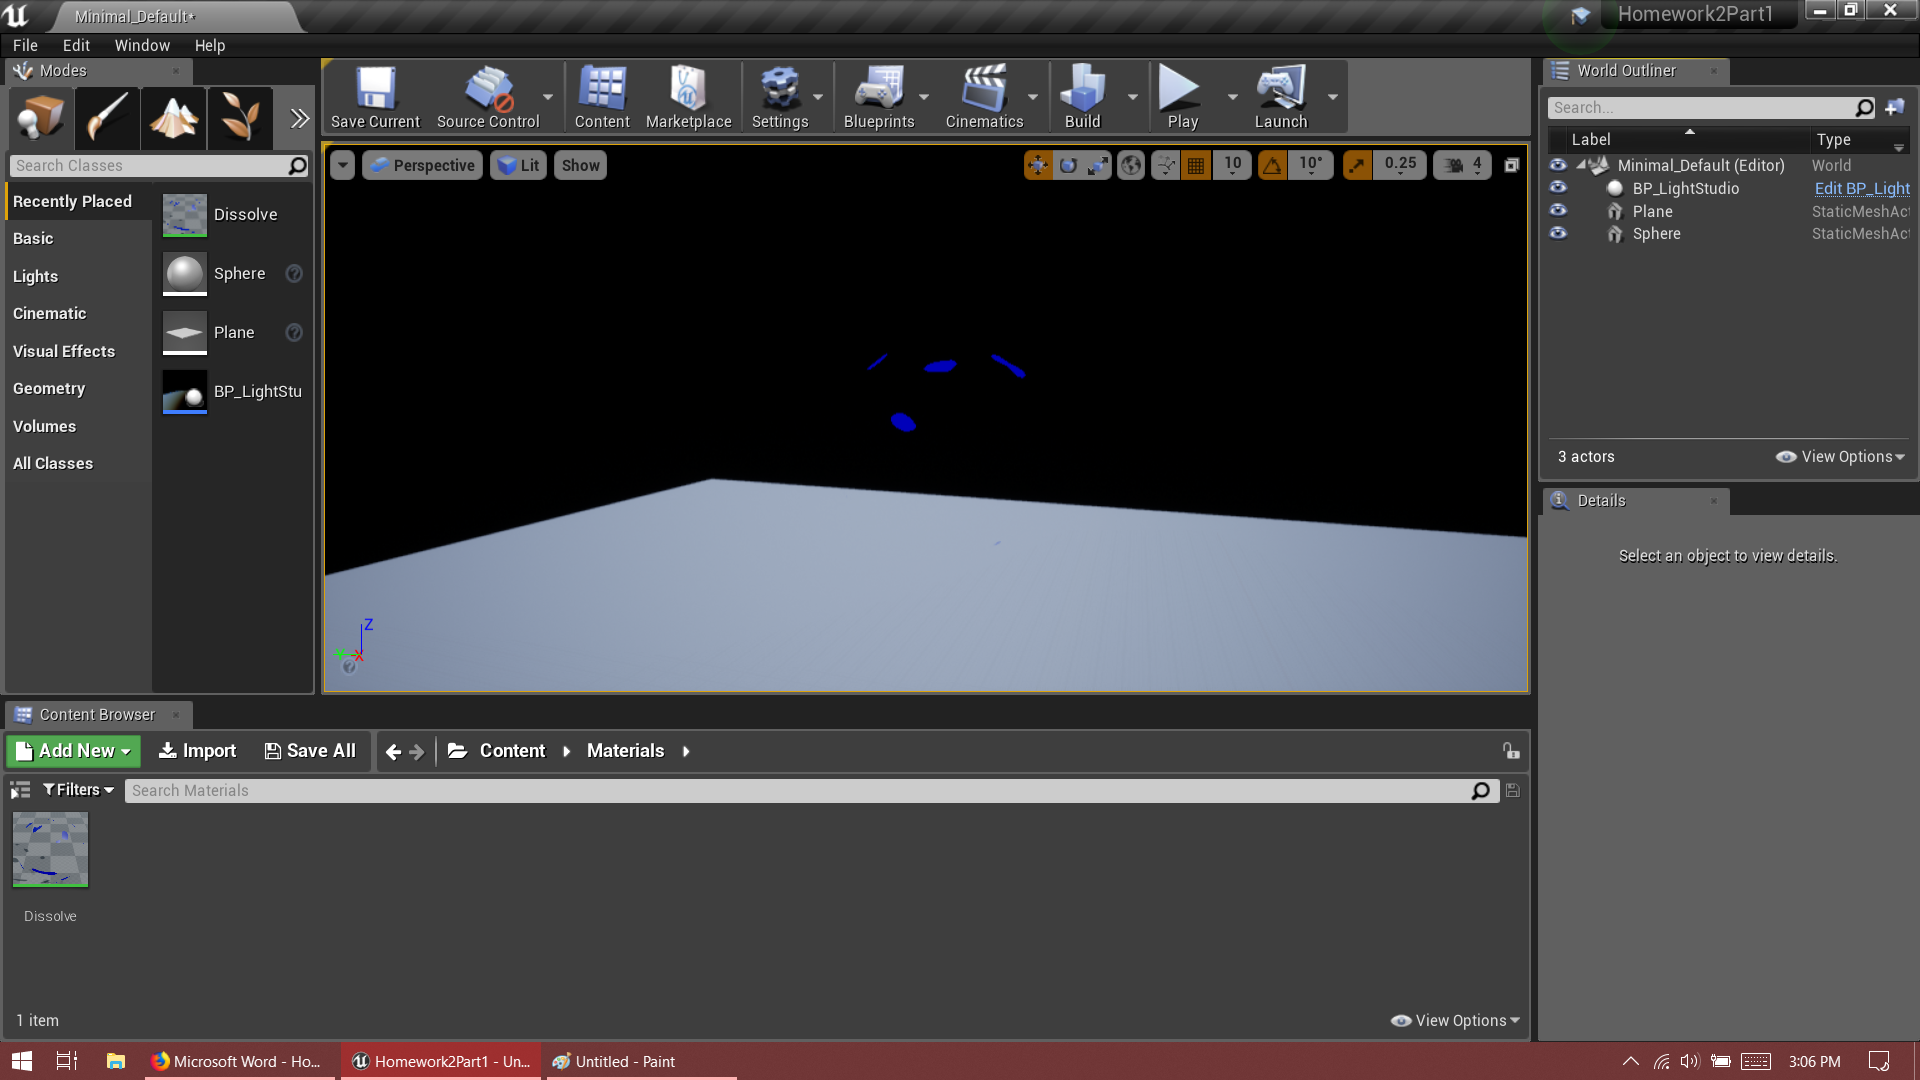 Minimal_Default*
Homework2Part1
File Edit Window Help
Modes
Search Classes
Recently Placed
Basic
Lights
Cinematic
Visual Effects
Geometry
Volumes
All Classes
Dissolve
Sphere
Plane
BP_LightStu
Save Current
Source Control
Content
Marketplace
Settings
Blueprints
Cinematics
Build
Play
Launch
Perspective
Lit
Show
10
10°
0.25
4
Z
Y
X
World Outliner
Search...
Label Type
Minimal_Default (Editor) World
BP_LightStudio Edit BP_Light
Plane StaticMeshAct
Sphere StaticMeshAct
3 actors
View Options
Details
Select an object to view details.
Content Browser
Add New
Import
Save All
Content
Materials
Filters
Search Materials
Dissolve
1 item
View Options
Microsoft Word - Ho...
Homework2Part1 - Un...
Untitled - Paint
3:06 PM